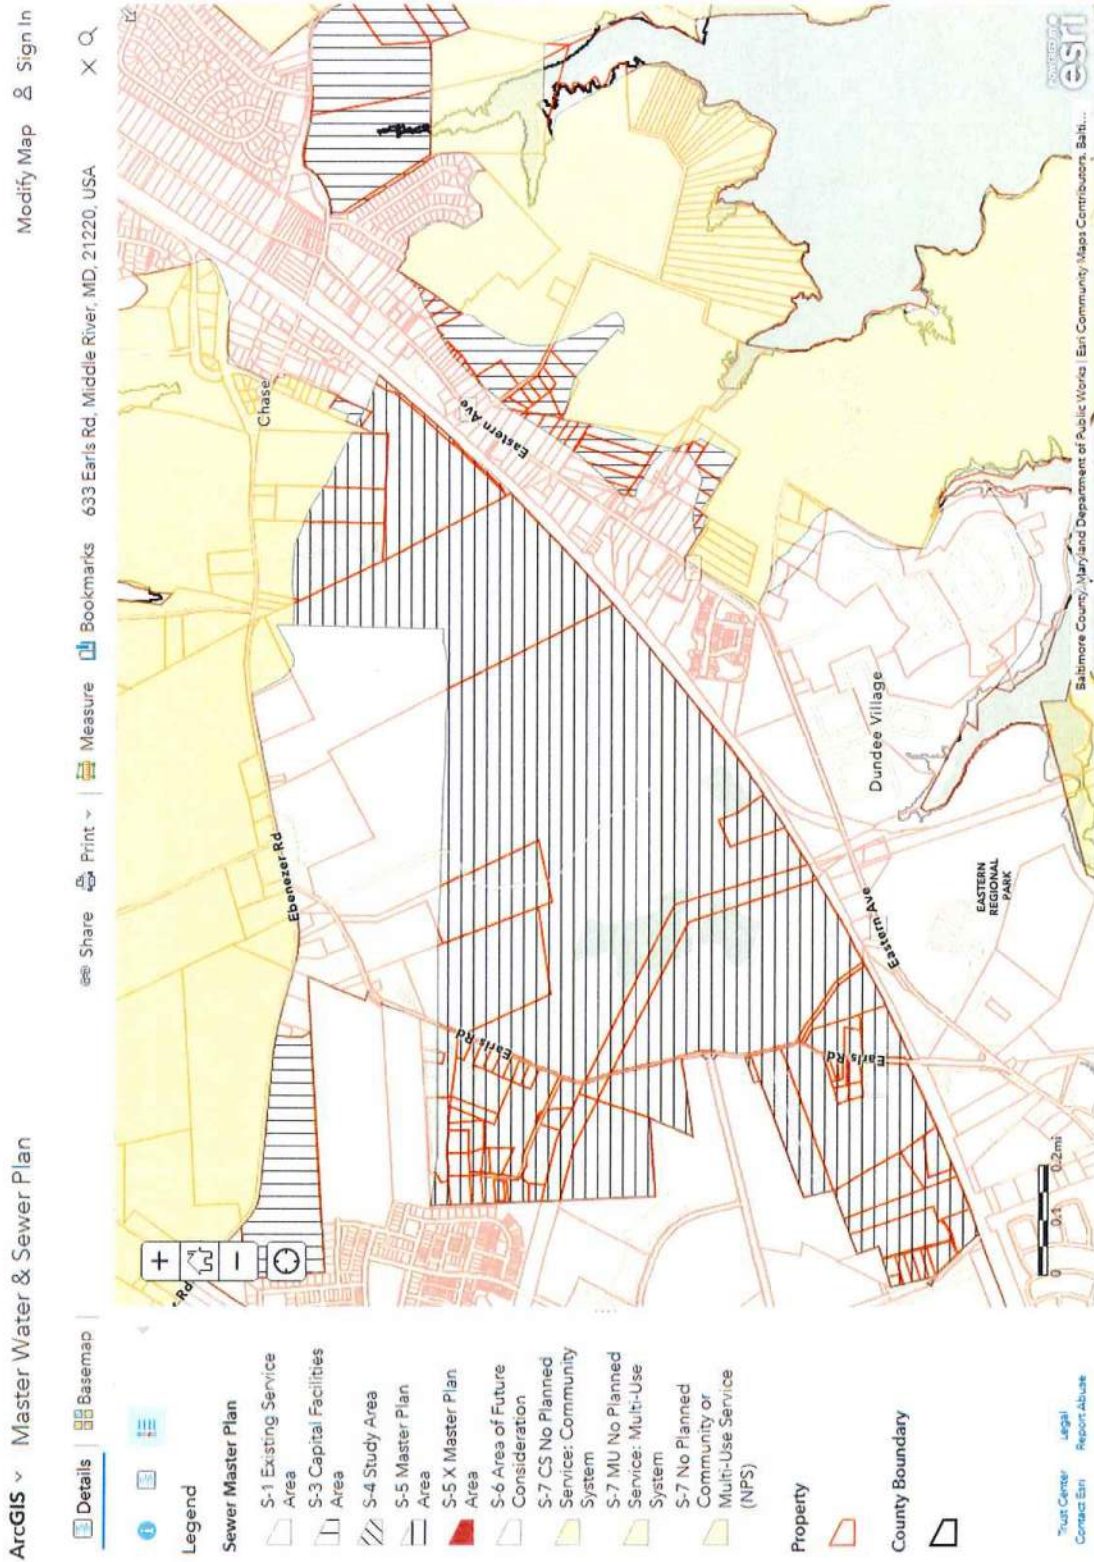 ArcGIS Master Water & Sewer Plan
Modify Map Sign In
Details
Basemap
Share
Print
Measure
Bookmarks
633 Earls Rd, Middle River, MD, 21220, USA
Legend
Sewer Master Plan
S-1 Existing Service
Area
S-3 Capital Facilities
Area
S-4 Study Area
S-5 Master Plan
Area
S-5 X Master Plan
Area
S-6 Area of Future
Consideration
S-7 CS No Planned
Service: Community
System
S-7 MU No Planned
Service: Multi-Use
System
S-7 No Planned
Community or
Multi-Use Service
(NPS)
Property
County Boundary
Trust Center
Legal
Contact Esri
Report Abuse
+
−
Ebenezer Rd
Chase
Eastern Ave
Earls Rd
Earls Rd
Eastern Ave
Dundee Village
EASTERN
REGIONAL
PARK
0 0.1 0.2mi
POWERED BY
esri
Baltimore County, Maryland Department of Public Works | Esri Community Maps Contributors, Balti...